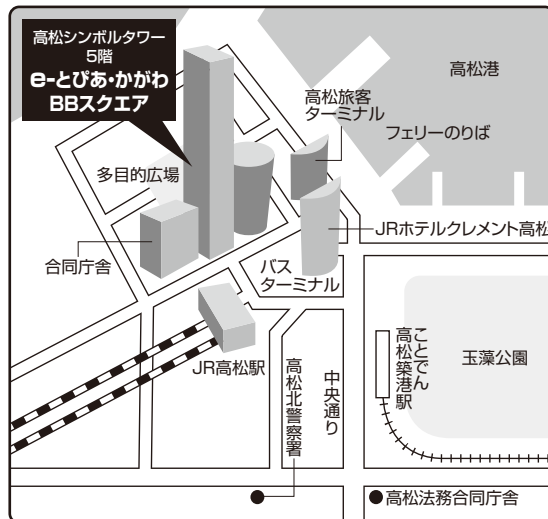 高松シンボルタワー
5階
e-とぴあ・かがわ
BBスクエア
高松港
高松旅客
ターミナル
フェリーのりば
多目的広場
JRホテルクレメント高松
合同庁舎
バス
ターミナル
JR高松駅
高松北警察署
中央通り
ことでん
高松築港駅
玉藻公園
高松法務合同庁舎